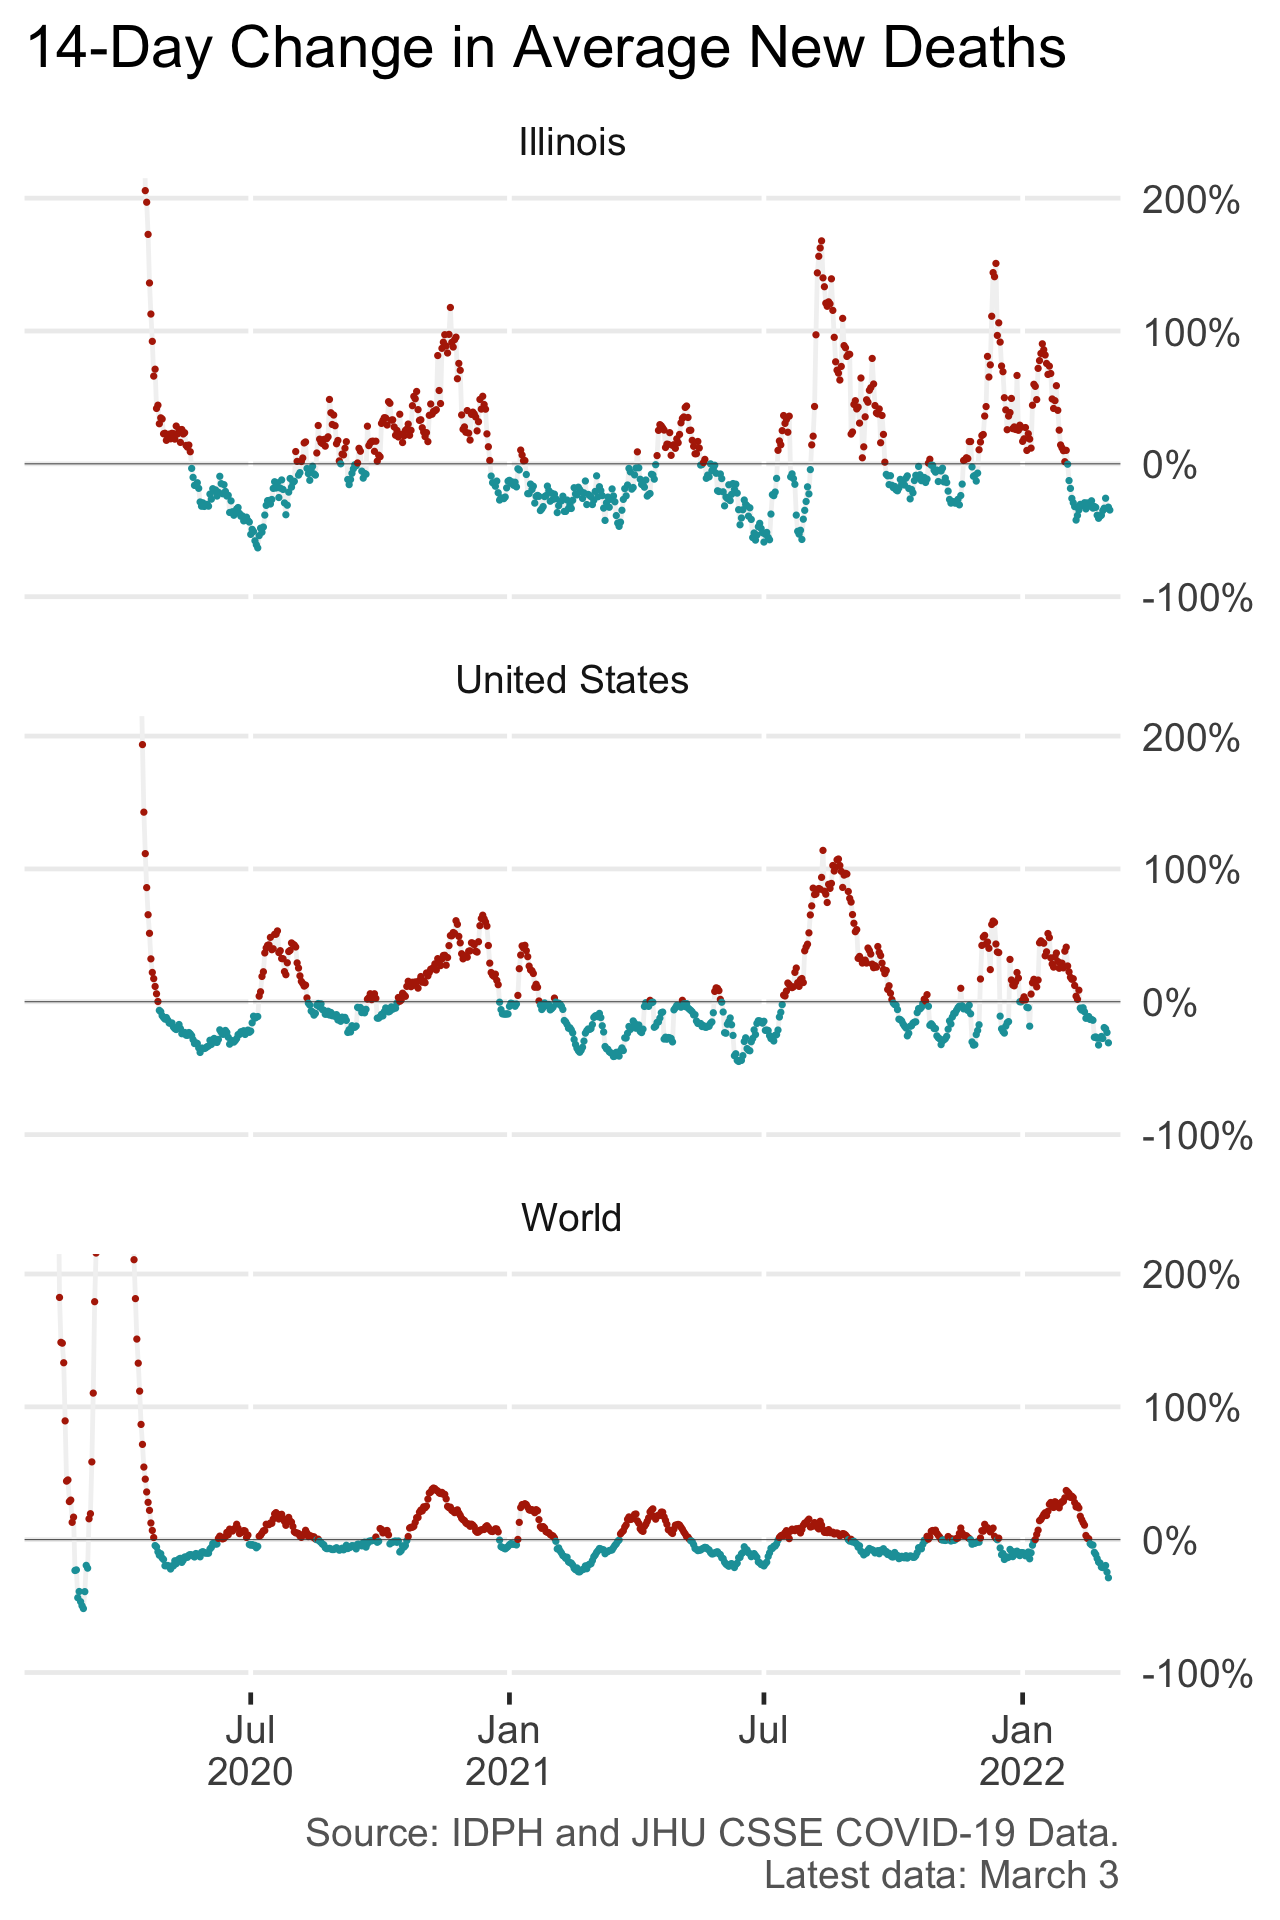 14-Day Change in Average New Deaths
Illinois
200%
100%
0%
-100%
United States
200%
100%
0%
-100%
World
200%
100%
0%
-100%
Jul
2020
Jan
2021
Jul
Jan
2022
Source: IDPH and JHU CSSE COVID-19 Data.
Latest data: March 3